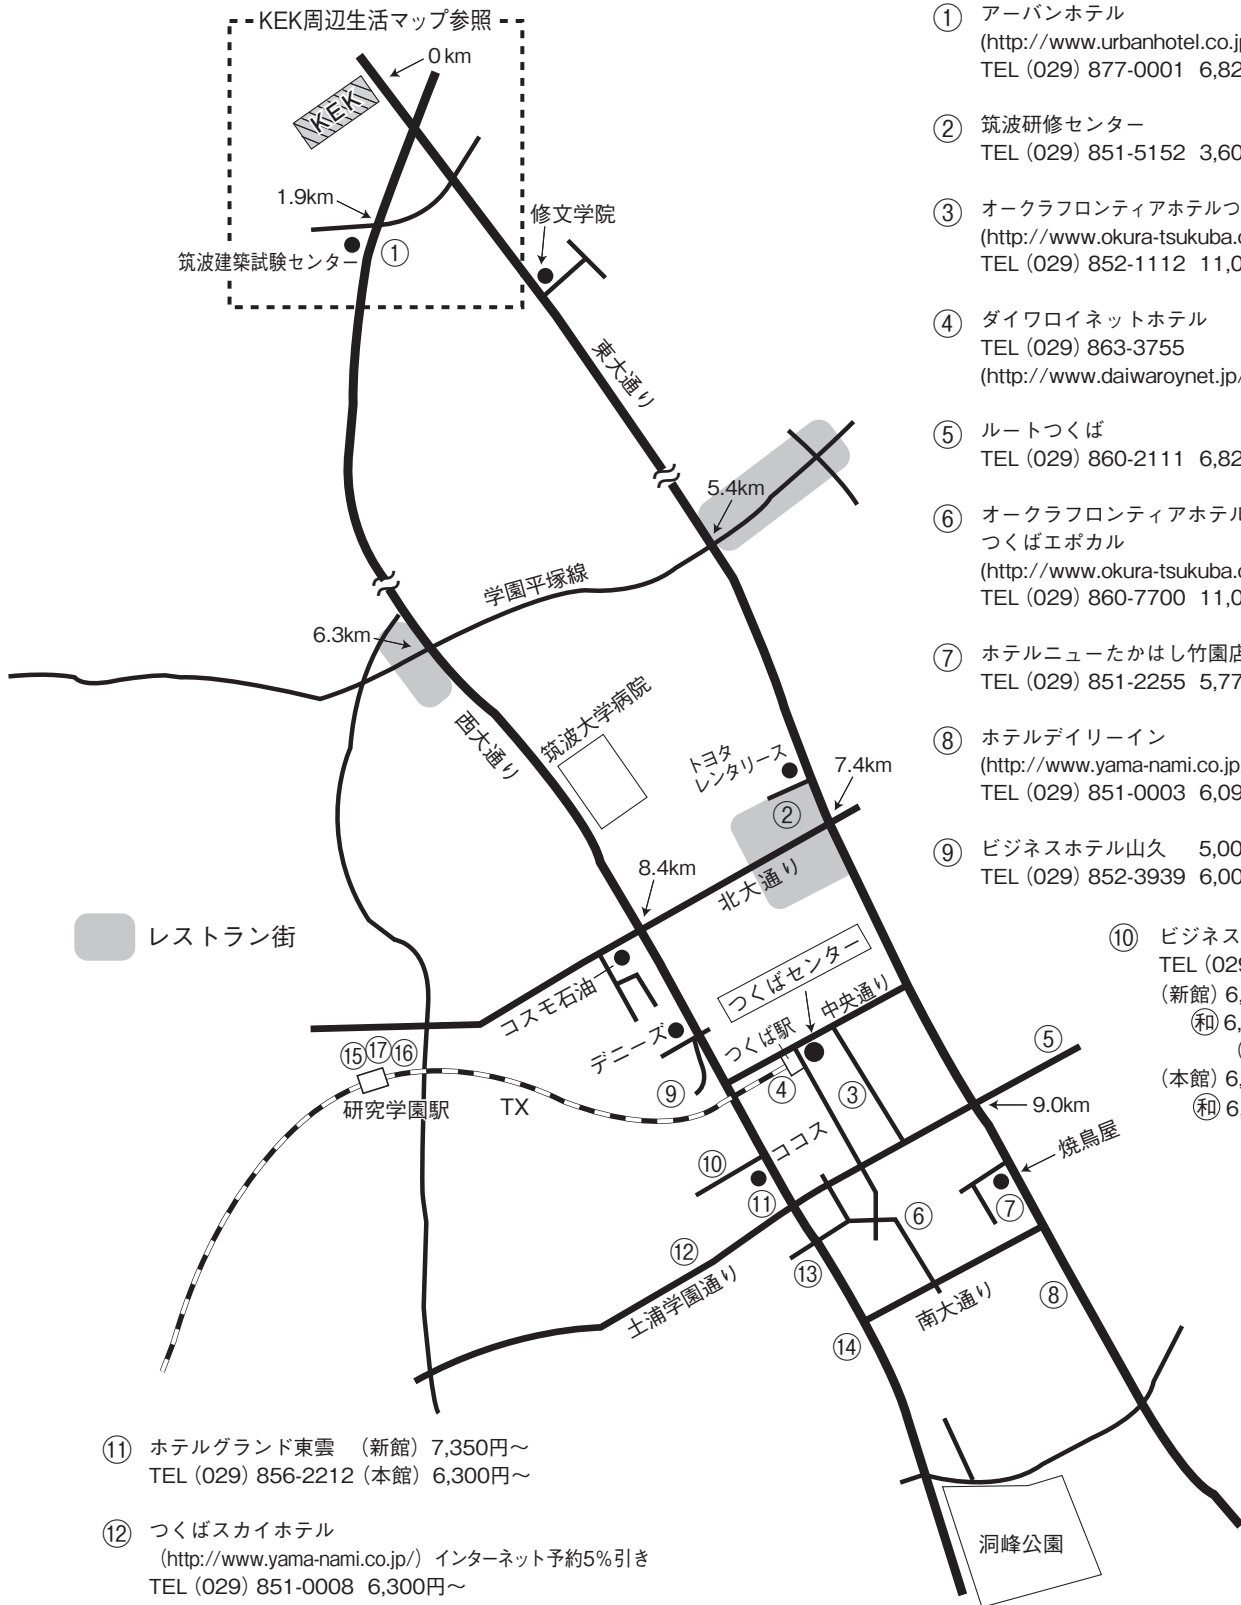 KEK周辺生活マップ参照
0km
KEK
1.9km
筑波建築試験センター
①
修文学院
東大通り
5.4km
学園平塚線
6.3km
西大通り
筑波大学病院
トヨタ
レンタリース
②
7.4km
8.4km
北大通り
レストラン街
コスモ石油
デニーズ
つくばセンター
つくば駅
中央通り
⑮⑰⑯
研究学園駅
TX
⑨
④
③
⑤
9.0km
焼鳥屋
⑩
ココス
⑪
⑫
⑥
⑦
⑬
土浦学園通り
南大通り
⑧
⑭
洞峰公園
① アーバンホテル
(http://www.urbanhotel.co.jp
TEL (029) 877-0001 6,82
② 筑波研修センター
TEL (029) 851-5152 3,60
③ オークラフロンティアホテルつ
(http://www.okura-tsukuba.c
TEL (029) 852-1112 11,0
④ ダイワロイネットホテル
TEL (029) 863-3755
(http://www.daiwaroynet.jp/
⑤ ルートつくば
TEL (029) 860-2111 6,82
⑥ オークラフロンティアホテル
つくばエポカル
(http://www.okura-tsukuba.c
TEL (029) 860-7700 11,0
⑦ ホテルニューたかはし竹園店
TEL (029) 851-2255 5,77
⑧ ホテルデイリーイン
(http://www.yama-nami.co.jp
TEL (029) 851-0003 6,09
⑨ ビジネスホテル山久 5,00
TEL (029) 852-3939 6,00
⑩ ビジネス
TEL (029
(新館) 6,
㊒ 6,
(
(本館) 6,
㊒ 6,
⑪ ホテルグランド東雲 (新館) 7,350円～
TEL (029) 856-2212 (本館) 6,300円～
⑫ つくばスカイホテル
(http://www.yama-nami.co.jp/) インターネット予約5%引き
TEL (029) 851-0008 6,300円～